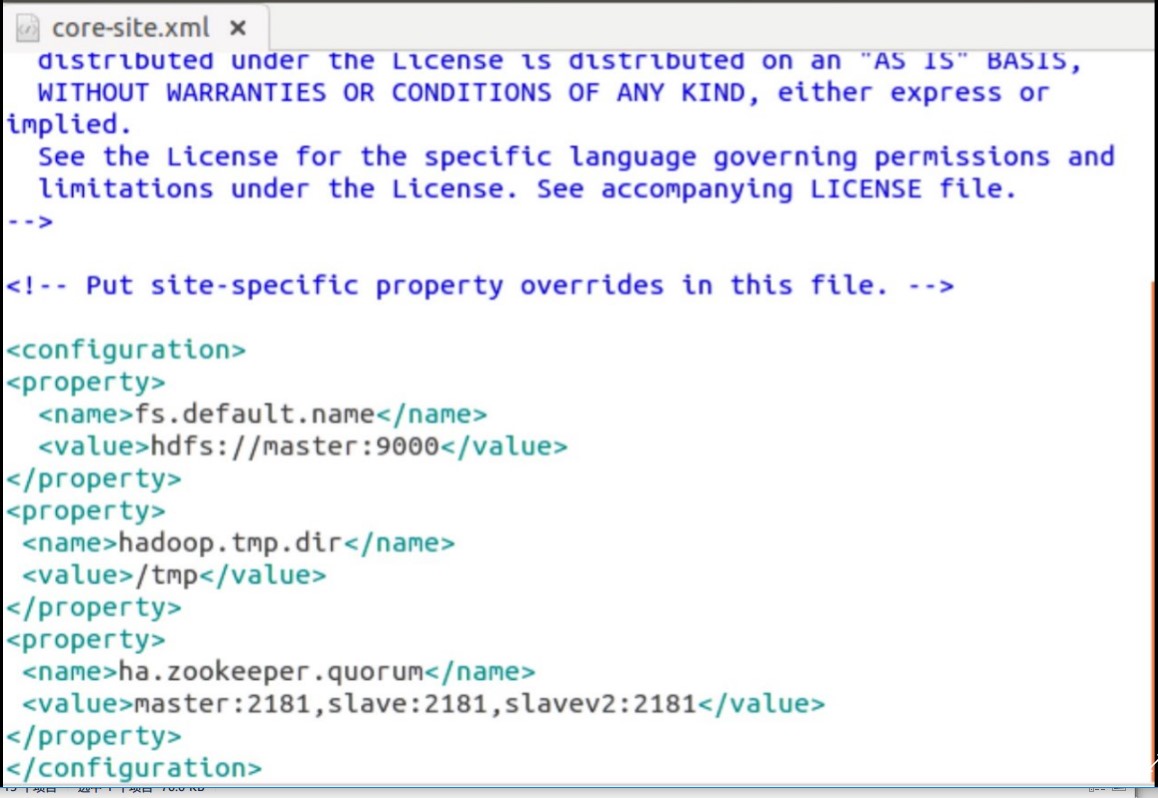 core-site.xml
distributed under the License is distributed on an "AS IS" BASIS,
WITHOUT WARRANTIES OR CONDITIONS OF ANY KIND, either express or
implied.
See the License for the specific language governing permissions and
limitations under the License. See accompanying LICENSE file.
-->
<!-- Put site-specific property overrides in this file. -->
<configuration>
<property>
<name>fs.default.name</name>
<value>hdfs://master:9000</value>
</property>
<property>
<name>hadoop.tmp.dir</name>
<value>/tmp</value>
</property>
<property>
<name>ha.zookeeper.quorum</name>
<value>master:2181,slave:2181,slavev2:2181</value>
</property>
</configuration>